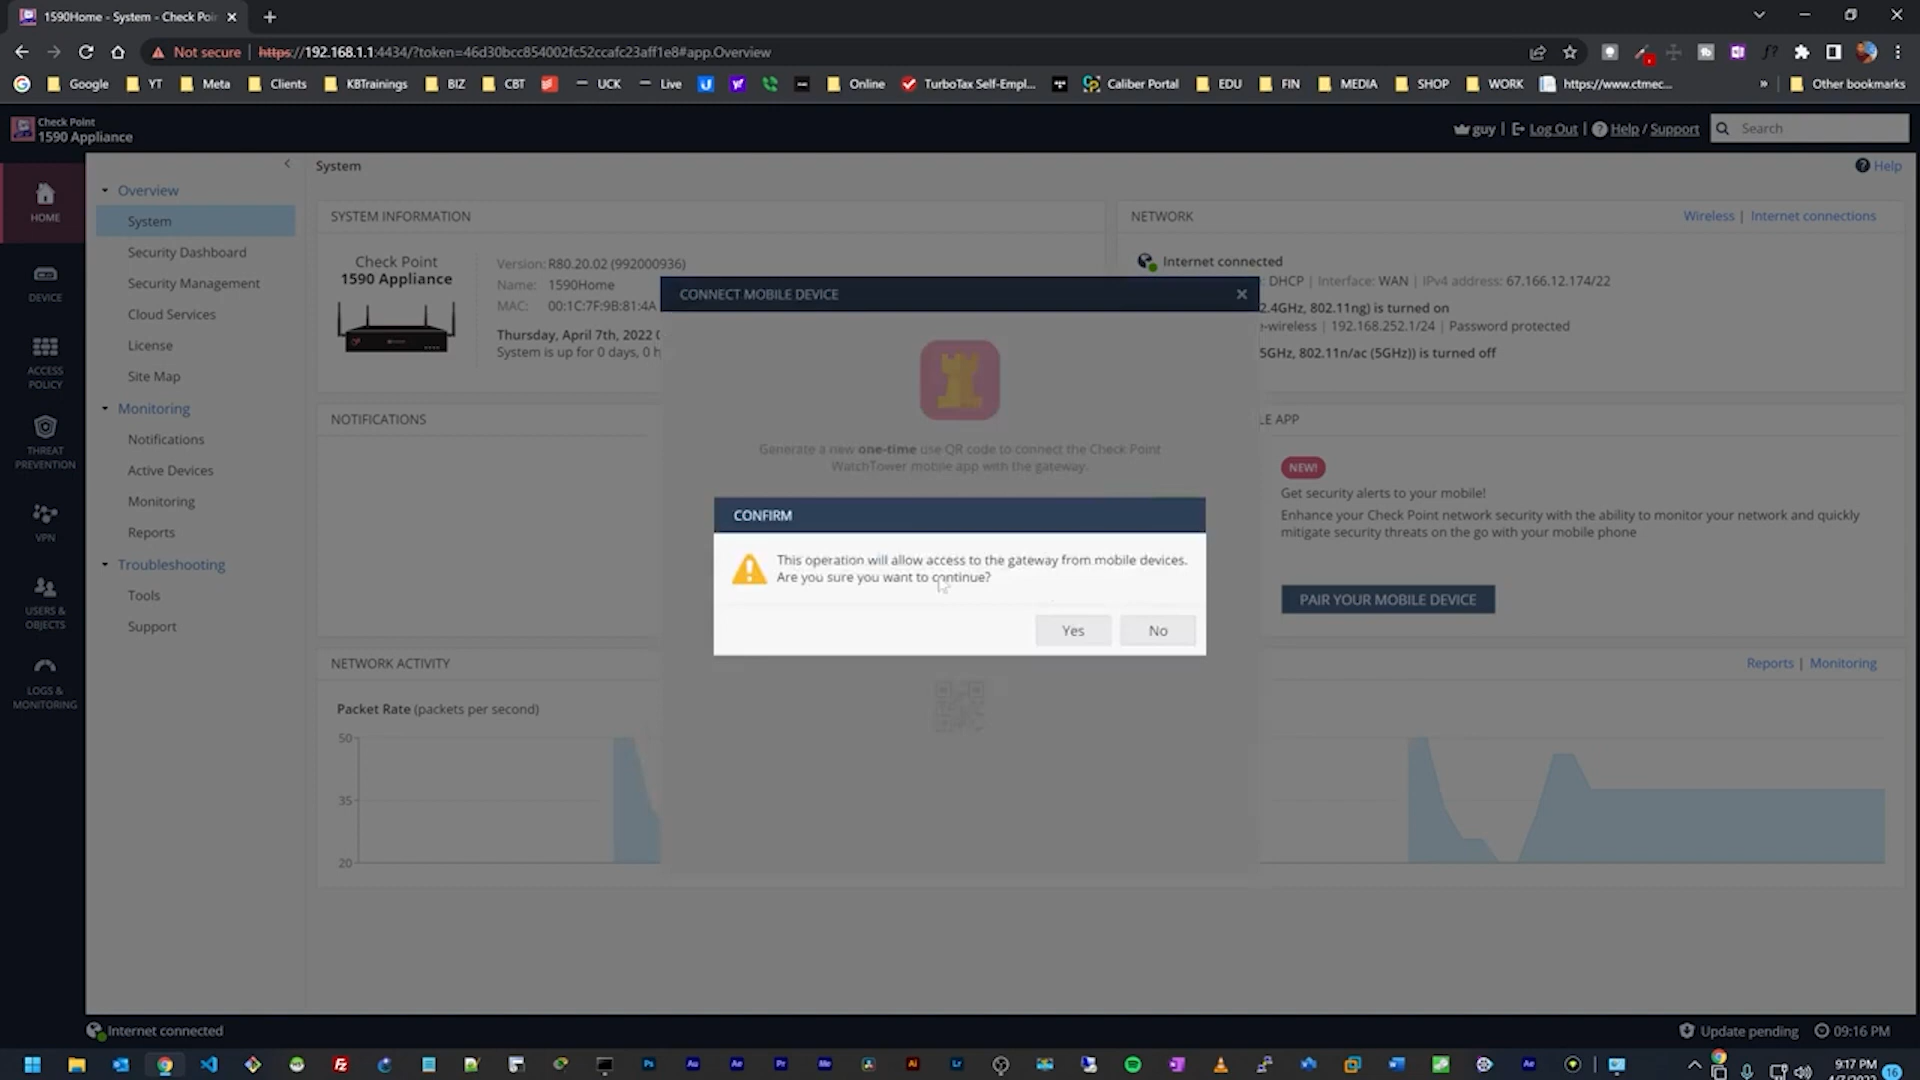 1590Home - System - Check Poi
Not secure
https://192.168.1.1:4434/?token=46d30bcc854002fc52ccafc23aff1e8#app.Overview
Google
YT
Meta
Clients
KBTrainings
BIZ
CBT
UCK
Live
Online
TurboTax Self-Empl...
Caliber Portal
EDU
FIN
MEDIA
SHOP
WORK
https://www.ctmec...
»
Other bookmarks
Check Point
1590 Appliance
guy | Log Out | Help / Support
Search
HOME
DEVICE
ACCESS
POLICY
THREAT
PREVENTION
VPN
USERS &
OBJECTS
LOGS &
MONITORING
Overview
System
Security Dashboard
Security Management
Cloud Services
License
Site Map
Monitoring
Notifications
Active Devices
Monitoring
Reports
Troubleshooting
Tools
Support
System
Help
SYSTEM INFORMATION
Check Point
1590 Appliance
Version: R80.20.02 (992000936)
Name: 1590Home
MAC: 00:1C:7F:9B:81:4A
Thursday, April 7th, 2022 0
System is up for 0 days, 0 h
NETWORK
Wireless | Internet connections
Internet connected
: DHCP | Interface: WAN | IPv4 address: 67.166.12.174/22
2.4GHz, 802.11ng) is turned on
e-wireless | 192.168.252.1/24 | Password protected
5GHz, 802.11n/ac (5GHz)) is turned off
NOTIFICATIONS
LE APP
NEW!
Get security alerts to your mobile!
Enhance your Check Point network security with the ability to monitor your network and quickly
mitigate security threats on the go with your mobile phone
PAIR YOUR MOBILE DEVICE
CONNECT MOBILE DEVICE
Generate a new one-time use QR code to connect the Check Point
WatchTower mobile app with the gateway.
CONFIRM
This operation will allow access to the gateway from mobile devices.
Are you sure you want to continue?
Yes
No
NETWORK ACTIVITY
Reports | Monitoring
Packet Rate (packets per second)
50
35
20
Internet connected
Update pending
09:16 PM
Ps
Au
Ae
Pr
Me
Ai
Lr
Ae
9:17 PM
4/7/2022
16